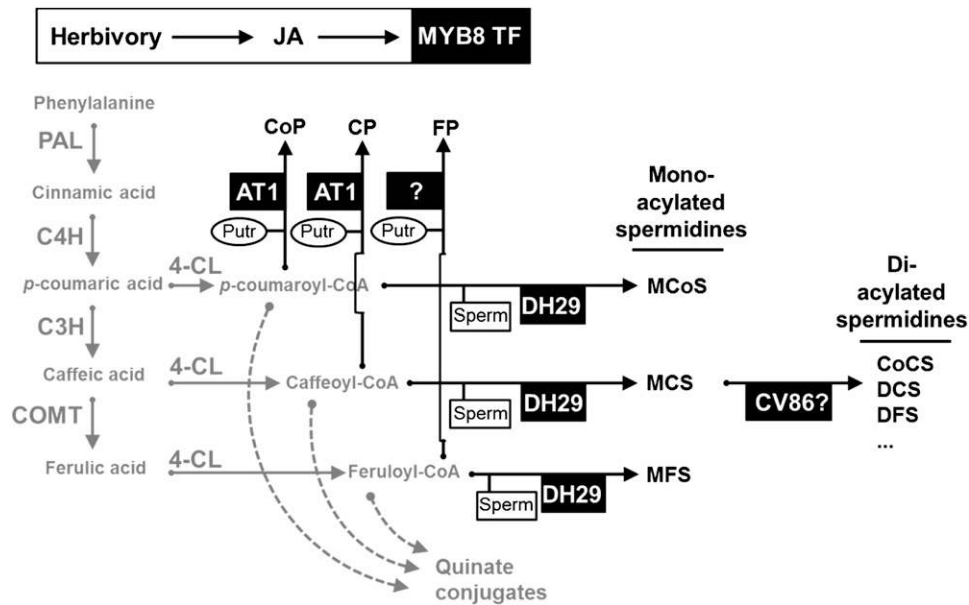 Herbivory JA MYB8 TF
Phenylalanine
PAL
CoP CP FP
AT1 AT1 ?
Cinnamic acid
Putr Putr Putr
Mono-
acylated
spermidines
C4H
4-CL
p-coumaric acid p-coumaroyl-CoA MCoS
Sperm DH29
Di-
acylated
spermidines
C3H
4-CL
Caffeic acid Caffeoyl-CoA MCS
Sperm DH29
CV86?
CoCS
DCS
DFS
...
COMT
4-CL
Ferulic acid Feruloyl-CoA MFS
Sperm DH29
Quinate
conjugates